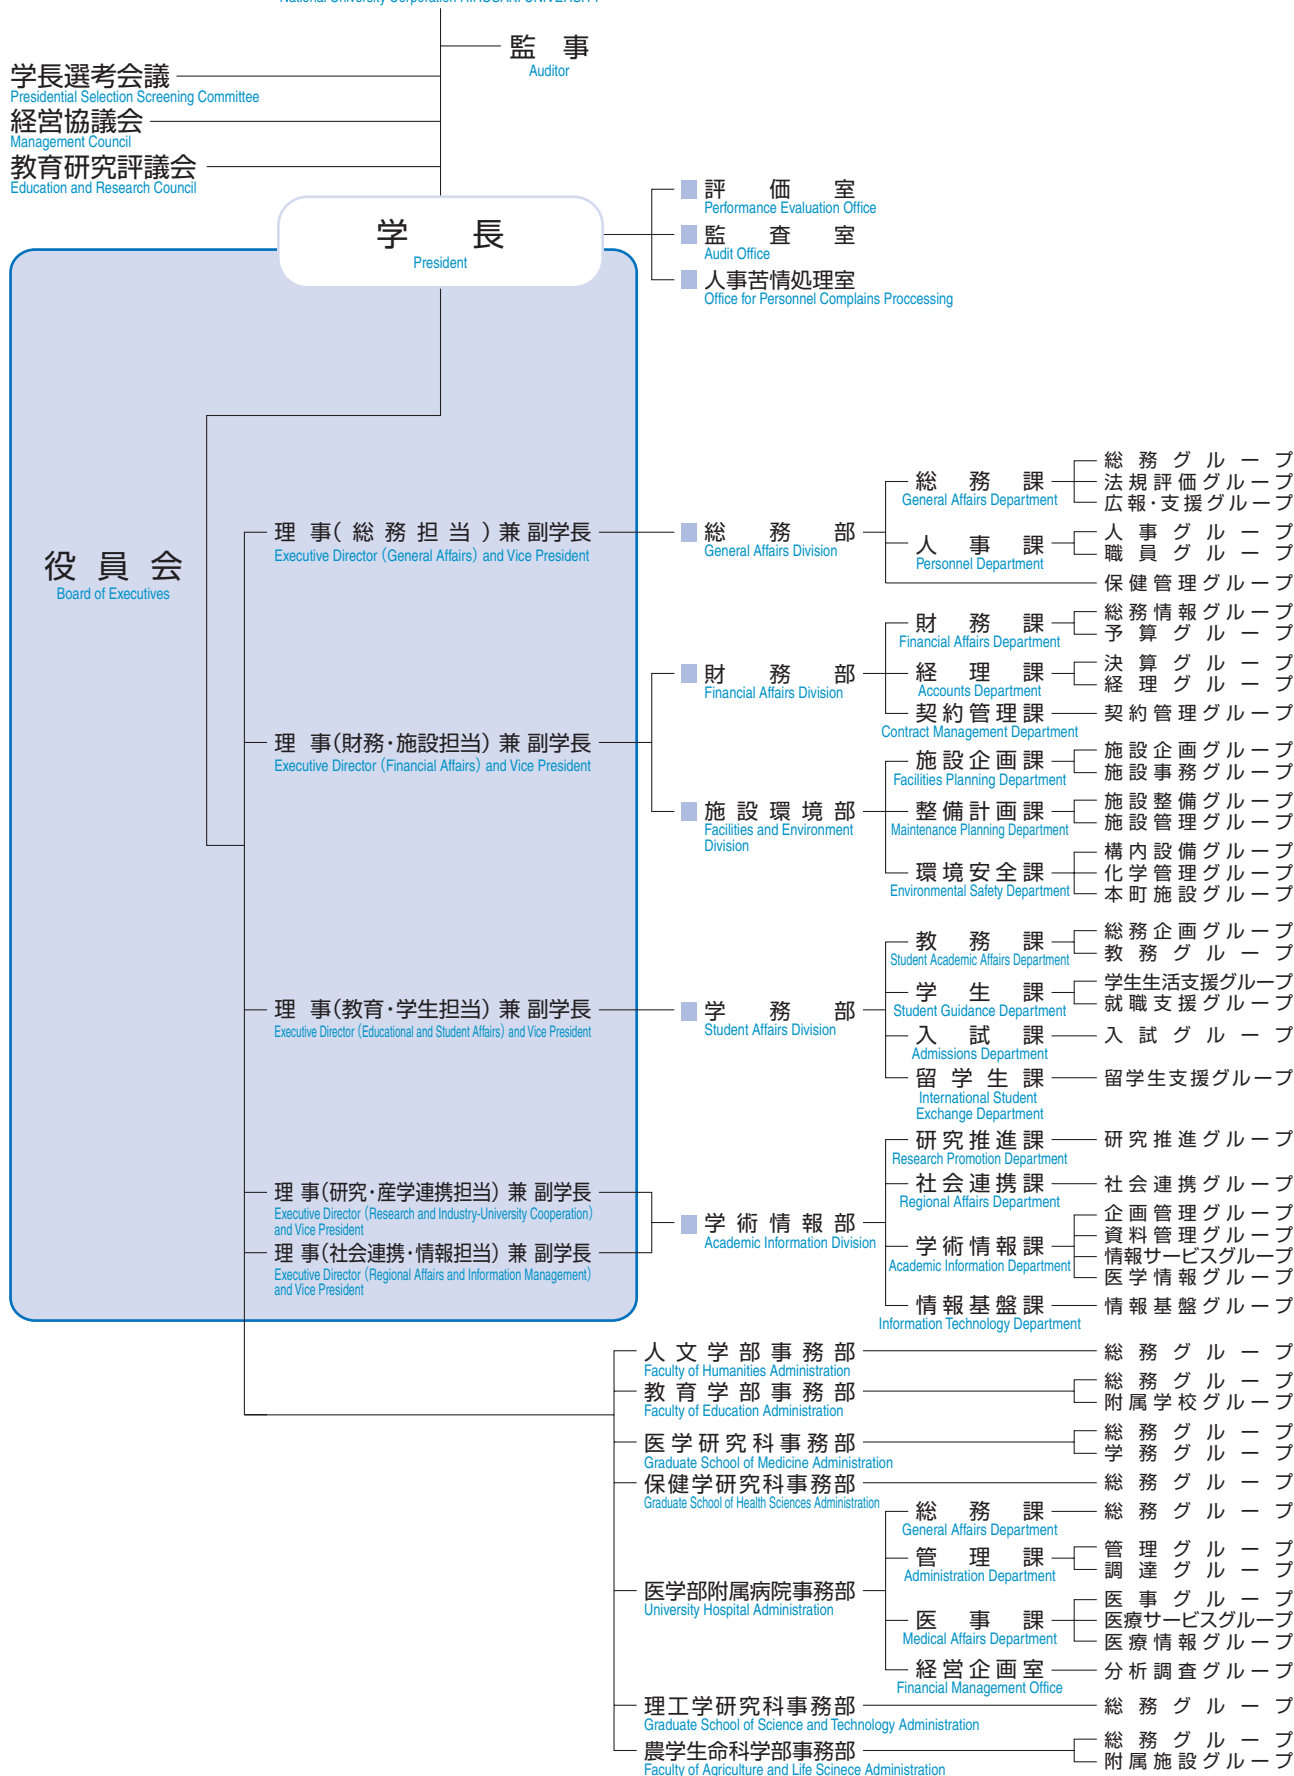 National University Corporation HIROSAKI UNIVERSITY
監事
Auditor
学長選考会議
Presidential Selection Screening Committee
経営協議会
Management Council
教育研究評議会
Education and Research Council
学長
President
評価室
Performance Evaluation Office
監査室
Audit Office
人事苦情処理室
Office for Personnel Complains Proccessing
役員会
Board of Executives
理事(総務担当)兼副学長
Executive Director (General Affairs) and Vice President
総務部
General Affairs Division
総務課
General Affairs Department
総務グループ
法規評価グループ
広報・支援グループ
人事課
Personnel Department
人事グループ
職員グループ
保健管理グループ
理事(財務・施設担当)兼副学長
Executive Director (Financial Affairs) and Vice President
財務部
Financial Affairs Division
財務課
Financial Affairs Department
総務情報グループ
予算グループ
経理課
Accounts Department
決算グループ
経理グループ
契約管理課
Contract Management Department
契約管理グループ
施設環境部
Facilities and Environment
Division
施設企画課
Facilities Planning Department
施設企画グループ
施設事務グループ
整備計画課
Maintenance Planning Department
施設整備グループ
施設管理グループ
環境安全課
Environmental Safety Department
構内設備グループ
化学管理グループ
本町施設グループ
理事(教育・学生担当)兼副学長
Executive Director (Educational and Student Affairs) and Vice President
学務部
Student Affairs Division
教務課
Student Academic Affairs Department
総務企画グループ
教務グループ
学生課
Student Guidance Department
学生生活支援グループ
就職支援グループ
入試課
Admissions Department
入試グループ
留学生課
International Student
Exchange Department
留学生支援グループ
理事(研究・産学連携担当)兼副学長
Executive Director (Research and Industry-University Cooperation)
and Vice President
理事(社会連携・情報担当)兼副学長
Executive Director (Regional Affairs and Information Management)
and Vice President
学術情報部
Academic Information Division
研究推進課
Research Promotion Department
研究推進グループ
社会連携課
Regional Affairs Department
社会連携グループ
学術情報課
Academic Information Department
企画管理グループ
資料管理グループ
情報サービスグループ
医学情報グループ
情報基盤課
Information Technology Department
情報基盤グループ
人文学部事務部
Faculty of Humanities Administration
総務グループ
教育学部事務部
Faculty of Education Administration
総務グループ
附属学校グループ
医学研究科事務部
Graduate School of Medicine Administration
総務グループ
学務グループ
保健学研究科事務部
Graduate School of Health Sciences Administration
総務グループ
医学部附属病院事務部
University Hospital Administration
総務課
General Affairs Department
総務グループ
管理課
Administration Department
管理グループ
調達グループ
医事課
Medical Affairs Department
医事グループ
医療サービスグループ
医療情報グループ
経営企画室
Financial Management Office
分析調査グループ
理工学研究科事務部
Graduate School of Science and Technology Administration
総務グループ
農学生命科学部事務部
Faculty of Agriculture and Life Scinece Administration
総務グループ
附属施設グループ